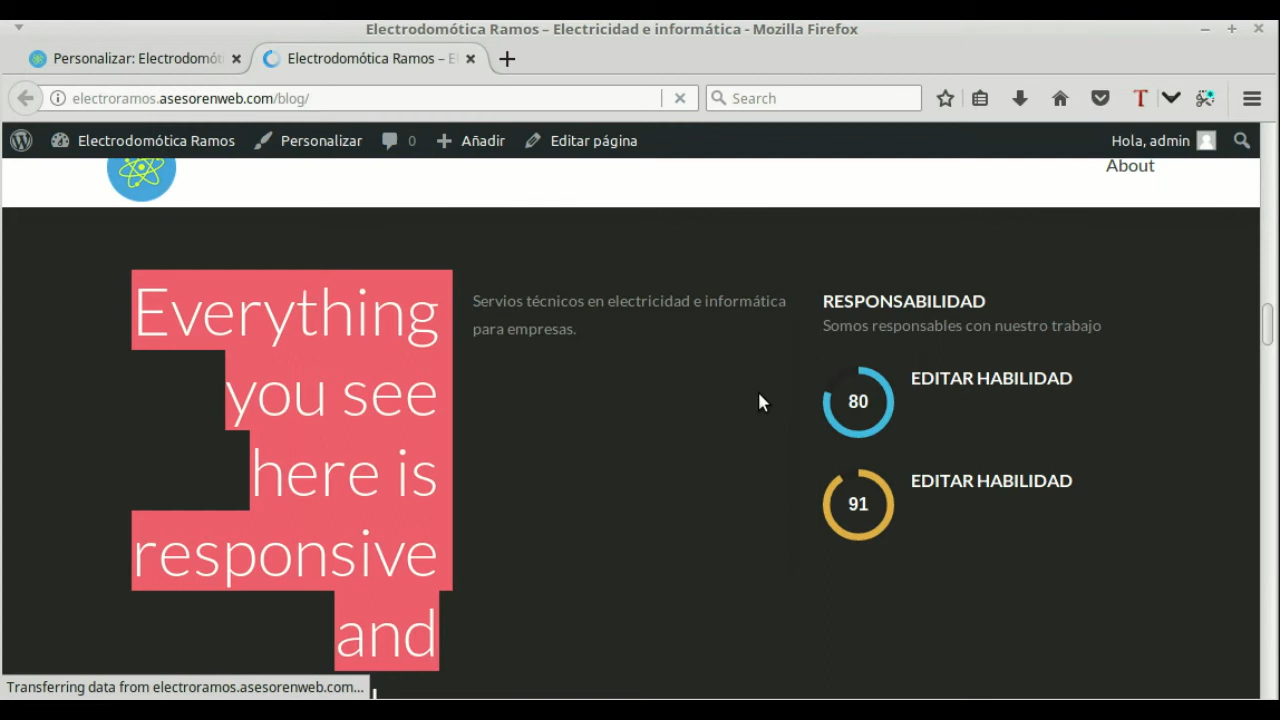 Electrodomótica Ramos – Electricidad e informática - Mozilla Firefox
Personalizar: Electrodomót
Electrodomótica Ramos – E
electroramos.asesorenweb.com/blog/
Search
Electrodomótica Ramos
Personalizar
0
Añadir
Editar página
Hola, admin
About
Everything
you see
here is
responsive
and
Servios técnicos en electricidad e informática
para empresas.
RESPONSABILIDAD
Somos responsables con nuestro trabajo
80
EDITAR HABILIDAD
91
EDITAR HABILIDAD
Transferring data from electroramos.asesorenweb.com...